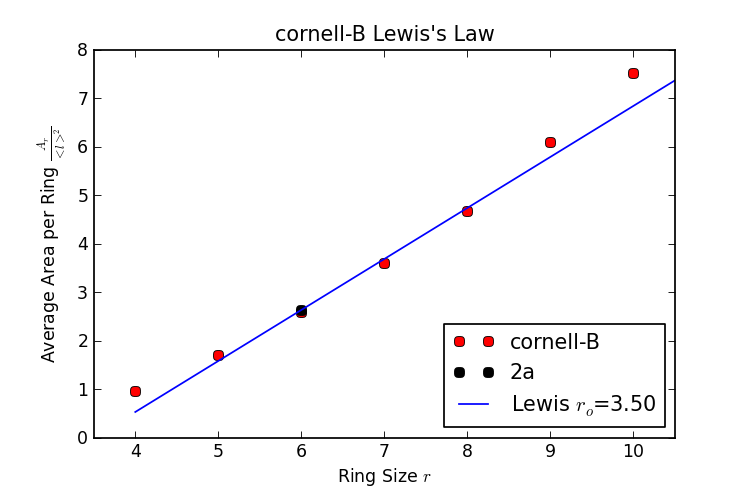 cornell-B Lewis's Law
8
7
6
5
4
3
2
1
0
Average Area per Ring A_r / <l>^2
4 5 6 7 8 9 10
Ring Size r
cornell-B
2a
Lewis r_o=3.50